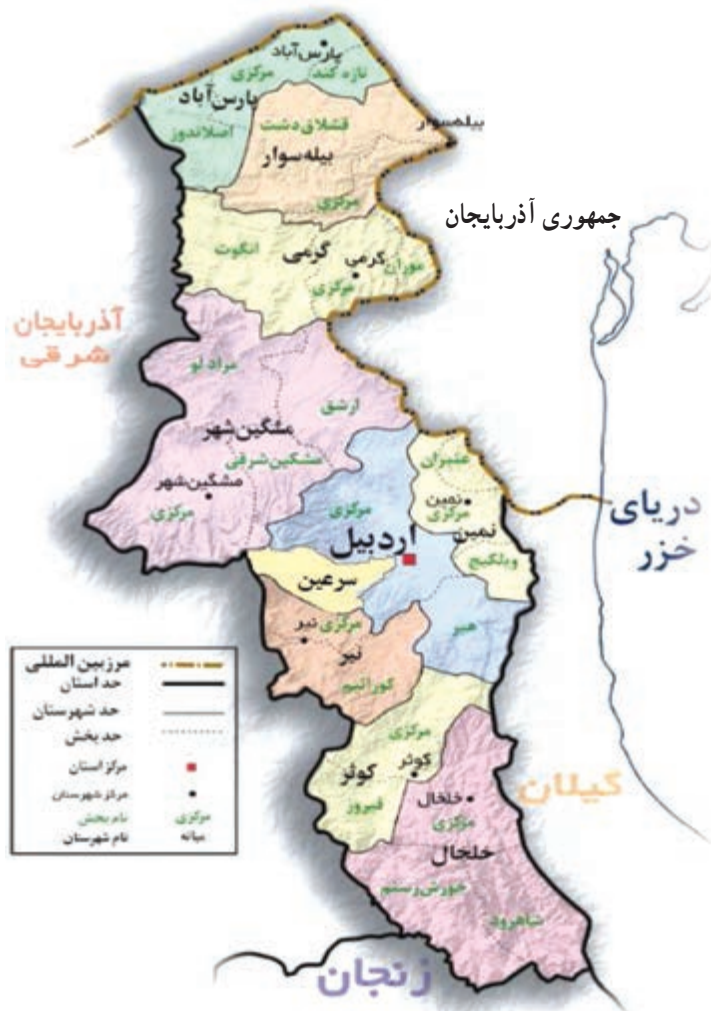 پارس‌آباد
مرکزی
تازه کند
پارس‌آباد
اصلاندوز
قشلاق‌دشت
بیله‌سوار
بیله‌سوار
مرکزی
جمهوری آذربایجان
انگوت
گرمی
گرمی
موران
مرکزی
آذربایجان
شرقی
مرادلو
ارشق
مشگین‌شهر
مشگین‌شرقی
مشگین‌شهر
مرکزی
عنبران
نمین
مرکزی
نمین
ویلکیج
مرکزی
اردبیل
هیر
دریای
خزر
سرعین
نیر
مرکزی
نیر
کورائیم
مرکزی
کوثر
کوثر
فیروز
گیلان
خلخال
مرکزی
خلخال
خورش‌رستم
شاهرود
زنجان
مرزبین المللی
حد استان
حد شهرستان
حد بخش
مرکز استان
مرکز شهرستان
نام بخش مرکزی
نام شهرستان میانه